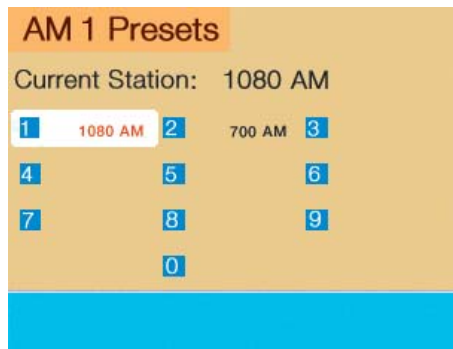 AM 1 Presets
Current Station: 1080 AM
1 1080 AM 2 700 AM 3
4 5 6
7 8 9
0